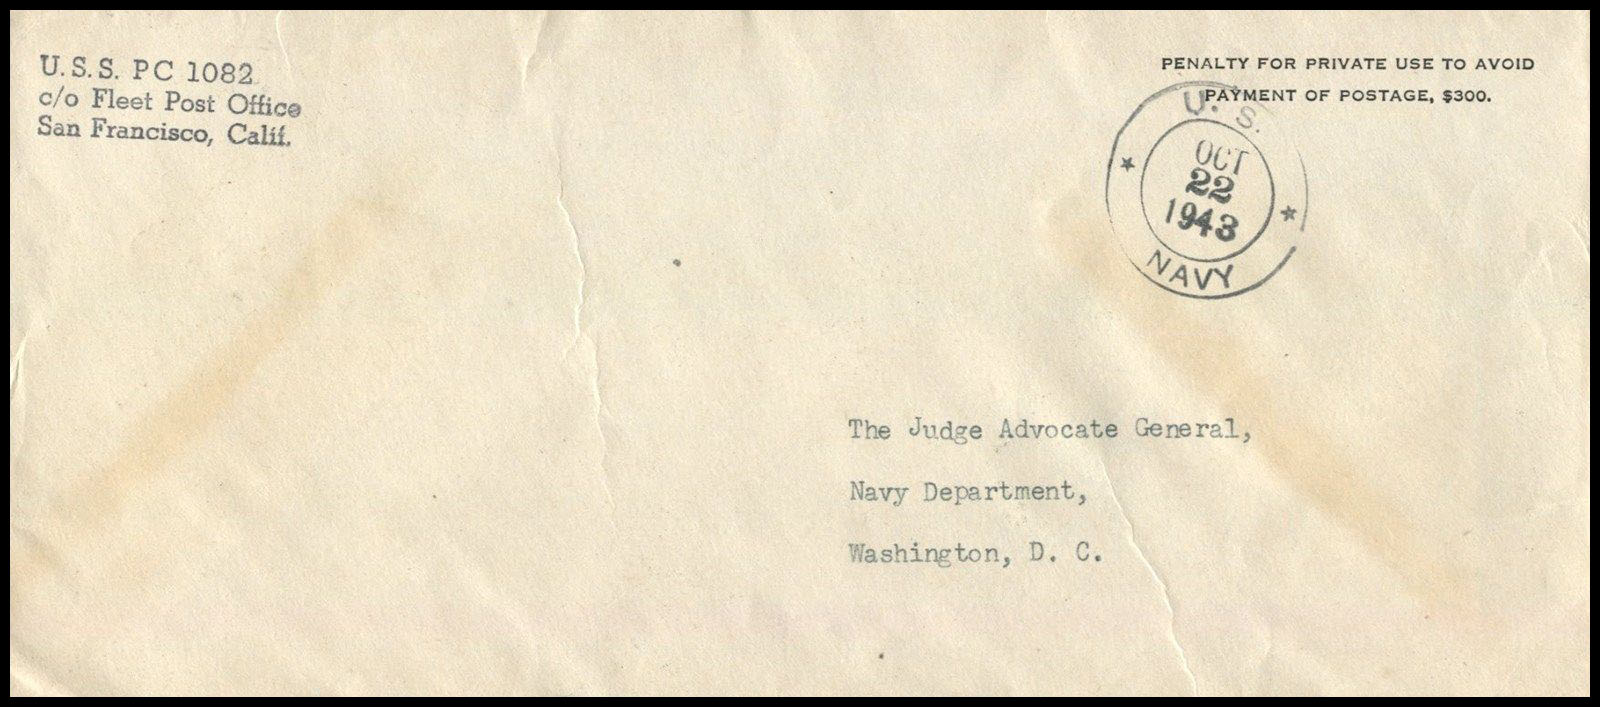 U.S.S. PC 1082
c/o Fleet Post Office
San Francisco, Calif.
PENALTY FOR PRIVATE USE TO AVOID
PAYMENT OF POSTAGE, $300.
U. S.
OCT
22
1943
NAVY
The Judge Advocate General,
Navy Department,
Washington, D. C.